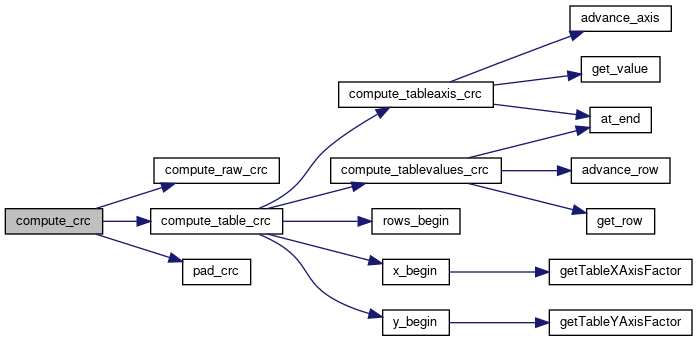 advance_axis
get_value
compute_tableaxis_crc
at_end
compute_raw_crc
compute_tablevalues_crc
advance_row
compute_crc
compute_table_crc
rows_begin
get_row
pad_crc
x_begin
getTableXAxisFactor
y_begin
getTableYAxisFactor